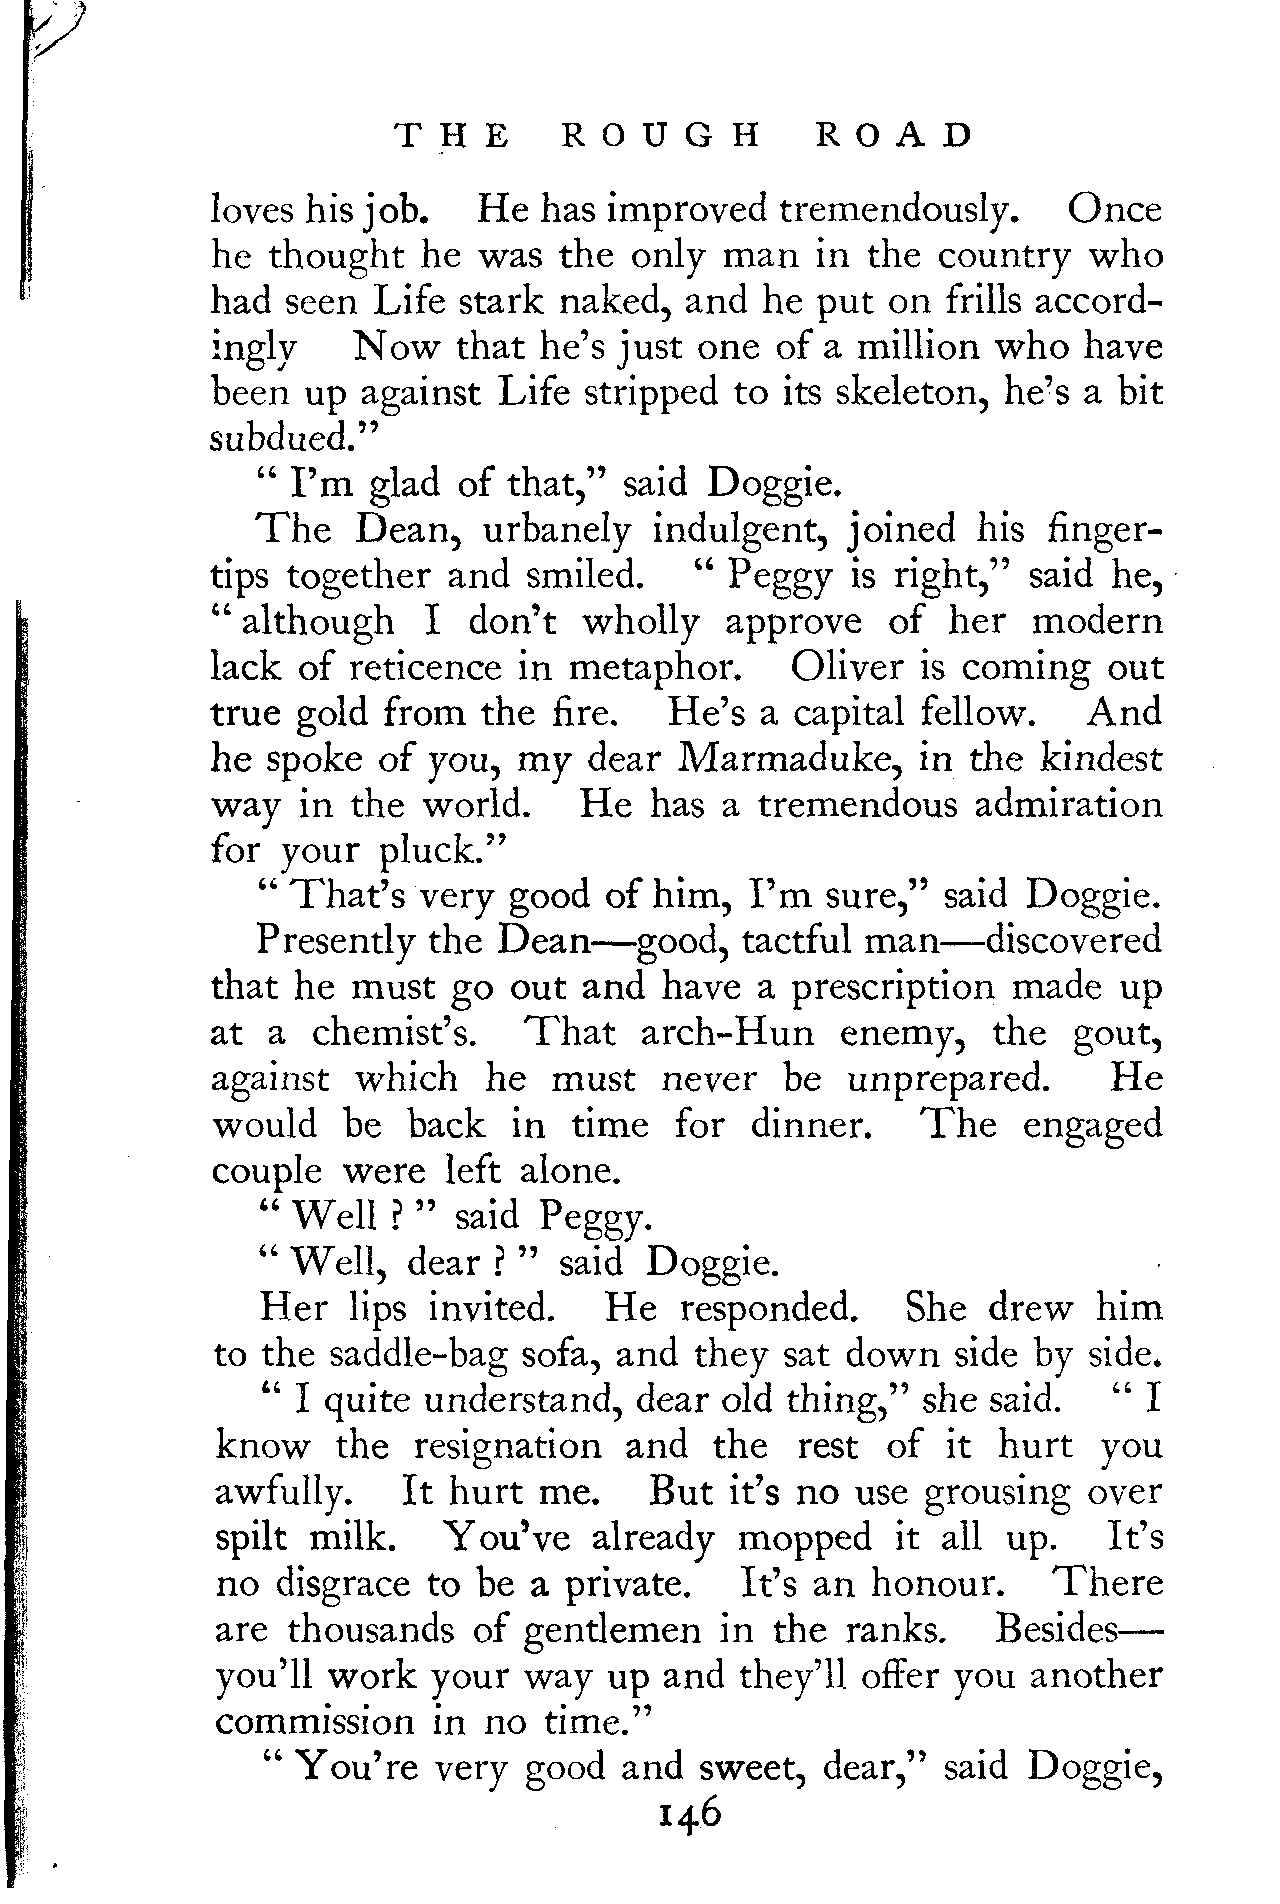 THE ROUGH ROAD
loves his job. He has improved tremendously. Once
he thought he was the only man in the country who
had seen Life stark naked, and he put on frills accord-
ingly Now that he's just one of a million who have
been up against Life stripped to its skeleton, he's a bit
subdued."
" I'm glad of that," said Doggie.
The Dean, urbanely indulgent, joined his finger-
tips together and smiled. " Peggy is right," said he,
" although I don't wholly approve of her modern
lack of reticence in metaphor. Oliver is coming out
true gold from the fire. He's a capital fellow. And
he spoke of you, my dear Marmaduke, in the kindest
way in the world. He has a tremendous admiration
for your pluck."
" That's very good of him, I'm sure," said Doggie.
Presently the Dean—good, tactful man—discovered
that he must go out and have a prescription made up
at a chemist's. That arch-Hun enemy, the gout,
against which he must never be unprepared. He
would be back in time for dinner. The engaged
couple were left alone.
" Well ? " said Peggy.
" Well, dear ? " said Doggie.
Her lips invited. He responded. She drew him
to the saddle-bag sofa, and they sat down side by side.
" I quite understand, dear old thing," she said. " I
know the resignation and the rest of it hurt you
awfully. It hurt me. But it's no use grousing over
spilt milk. You've already mopped it all up. It's
no disgrace to be a private. It's an honour. There
are thousands of gentlemen in the ranks. Besides—
you'll work your way up and they'll offer you another
commission in no time."
" You're very good and sweet, dear," said Doggie,
146